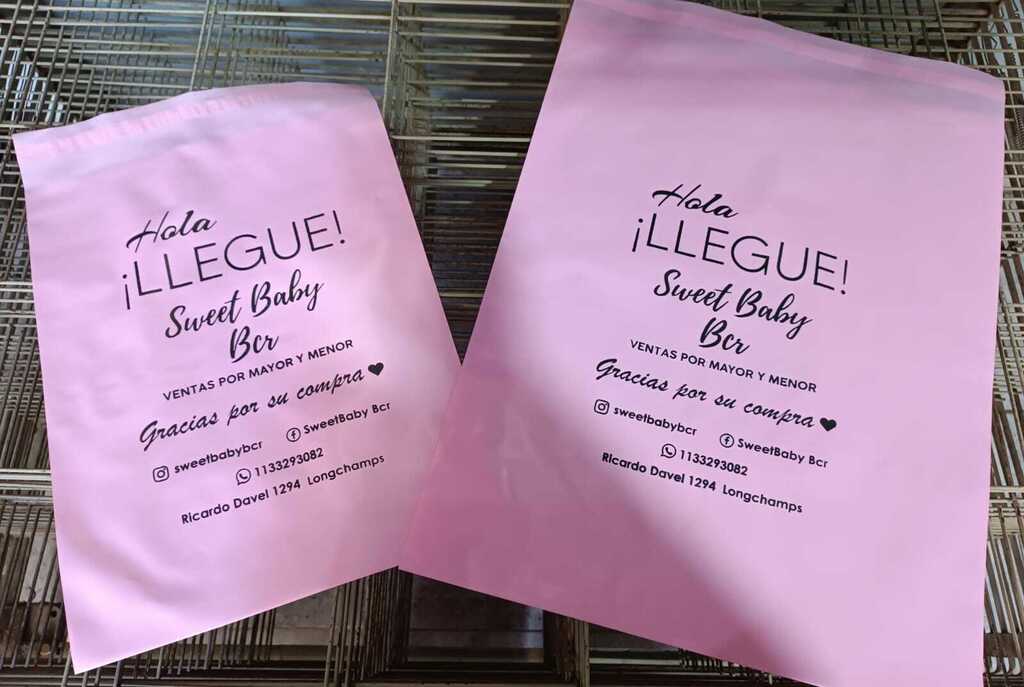 Hola
¡LLEGUE!
Sweet Baby
Bcr
VENTAS POR MAYOR Y MENOR
Gracias por su compra
sweetbabybcr SweetBaby Bcr
1133293082
Ricardo Davel 1294 Longchamps
Hola
¡LLEGUE!
Sweet Baby
Bcr
VENTAS POR MAYOR Y MENOR
Gracias por su compra
sweetbabybcr SweetBaby Bcr
1133293082
Ricardo Davel 1294 Longchamps